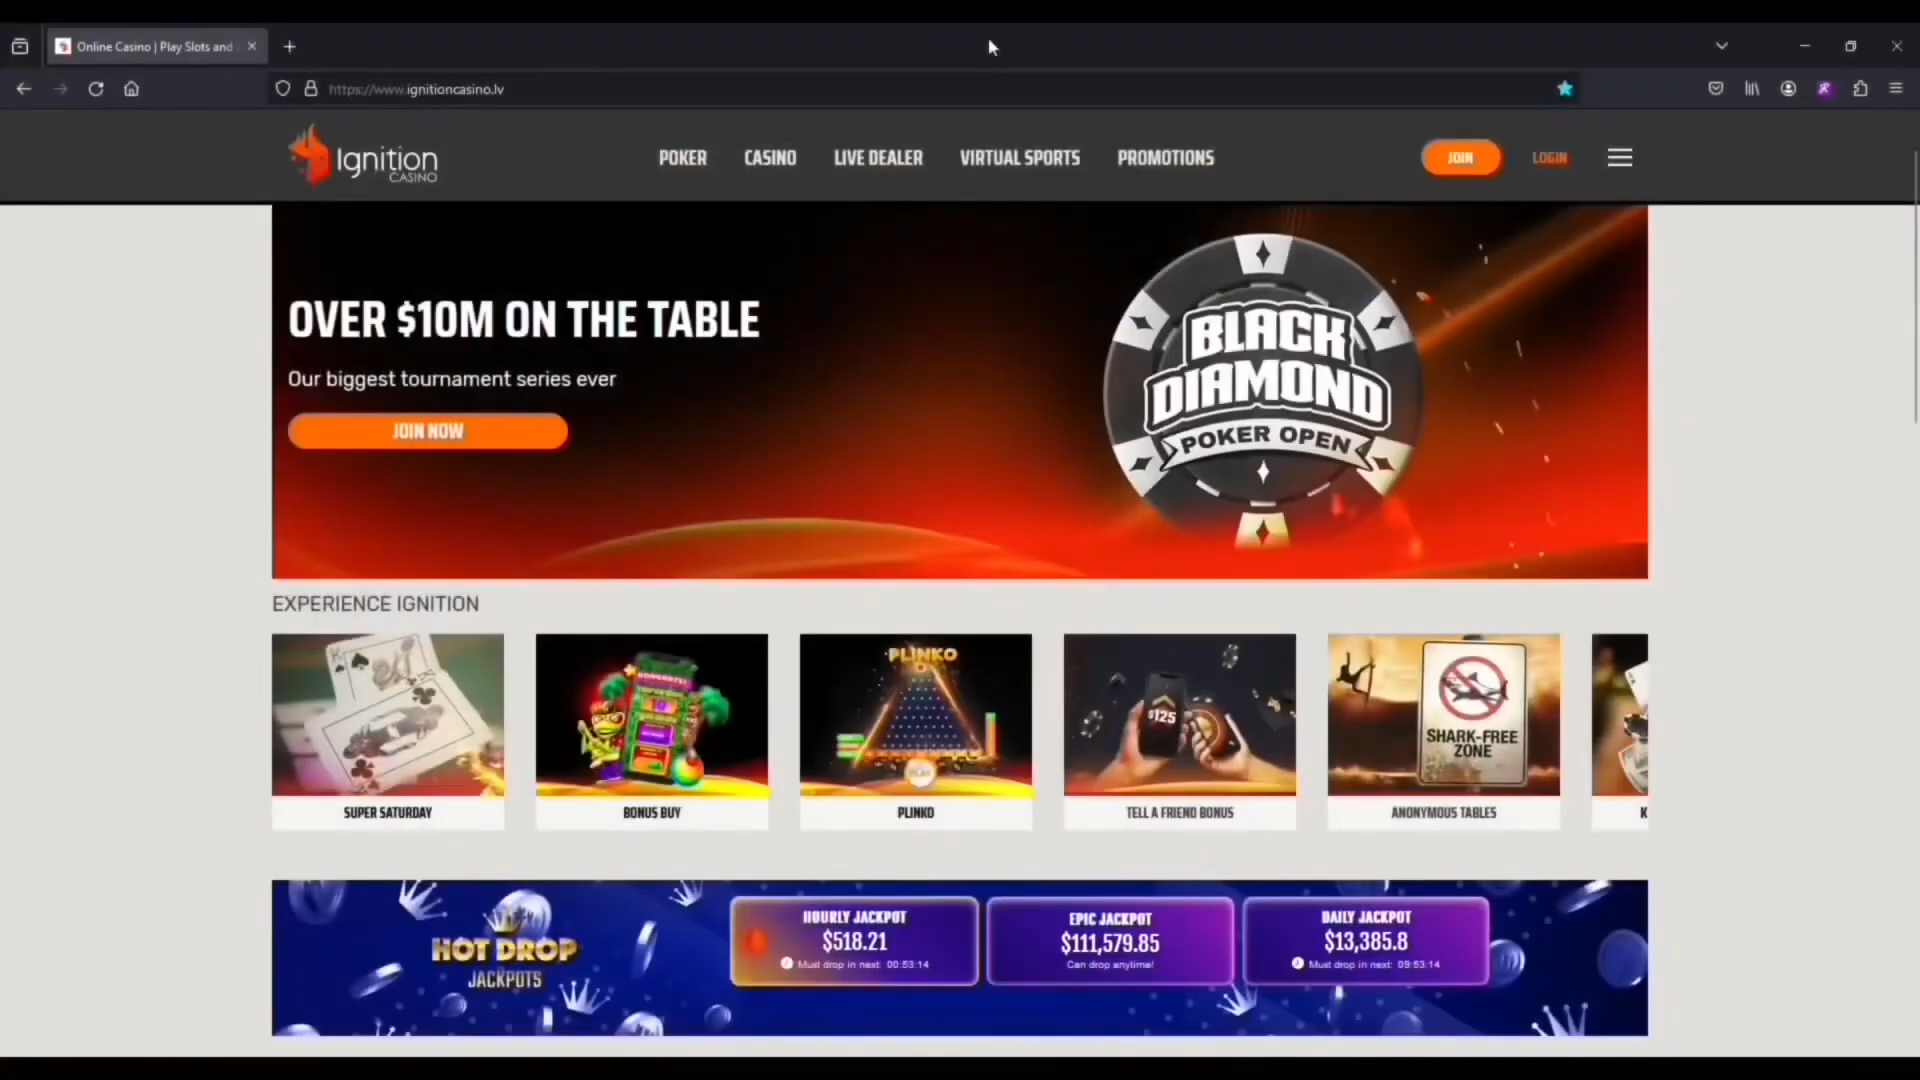 Online Casino | Play Slots and
https://www.ignitioncasino.lv
Ignition
CASINO
POKER
CASINO
LIVE DEALER
VIRTUAL SPORTS
PROMOTIONS
JOIN
LOGIN
OVER $10M ON THE TABLE
Our biggest tournament series ever
JOIN NOW
BLACK
DIAMOND
POKER OPEN
EXPERIENCE IGNITION
PLINKO
PLAY
$125
SHARK-FREE
ZONE
SUPER SATURDAY
BONUS BUY
PLINKO
TELL A FRIEND BONUS
ANONYMOUS TABLES
K
HOT DROP
JACKPOTS
HOURLY JACKPOT
$518.21
Must drop in next: 00:53:14
EPIC JACKPOT
$111,579.85
Can drop anytime!
DAILY JACKPOT
$13,385.8
Must drop in next: 09:53:14